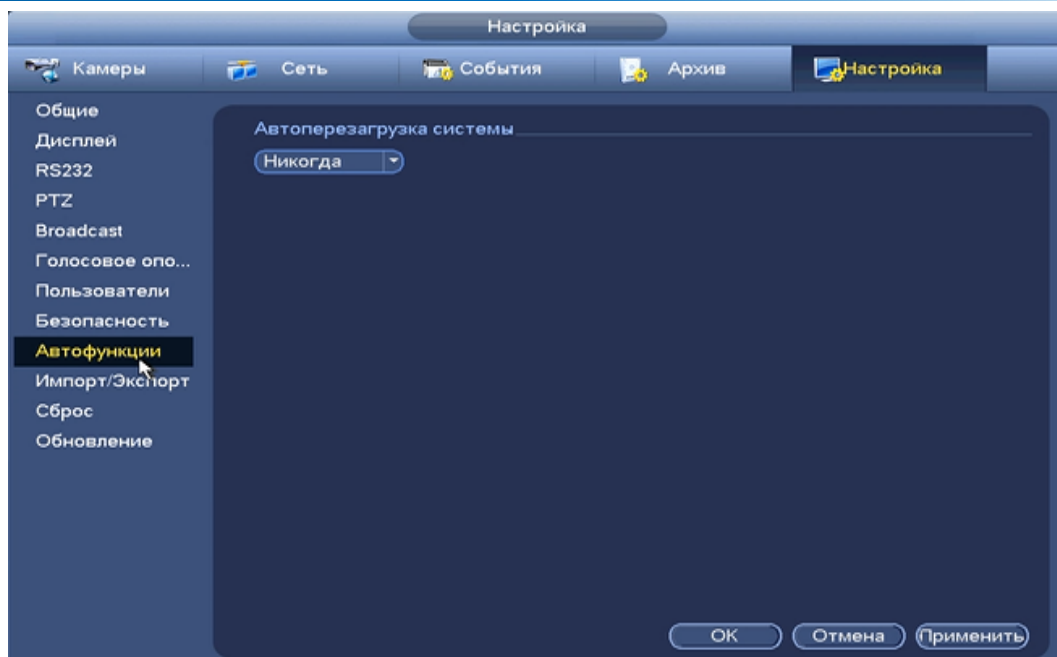 Настройка
Камеры
Сеть
События
Архив
Настройка
Общие
Дисплей
RS232
PTZ
Broadcast
Голосовое опо...
Пользователи
Безопасность
Автофункции
Импорт/Экспорт
Сброс
Обновление
Автоперезагрузка системы
Никогда
ОК
Отмена
Применить